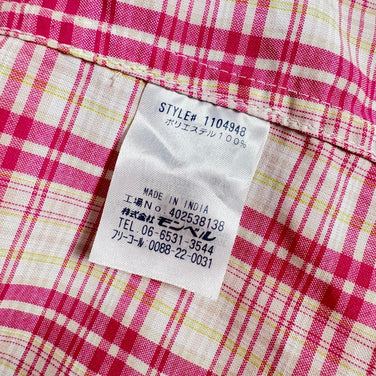 STYLE# 1104948
ポリエステル100%
MADE IN INDIA
工場No 402538138
株式会社 モンベル
TEL. 06-6531-3544
フリーコール 0088-22-0031